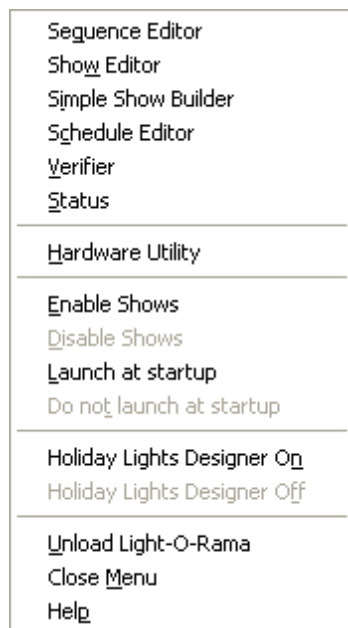 Sequence Editor
Show Editor
Simple Show Builder
Schedule Editor
Verifier
Status
Hardware Utility
Enable Shows
Disable Shows
Launch at startup
Do not launch at startup
Holiday Lights Designer On
Holiday Lights Designer Off
Unload Light-O-Rama
Close Menu
Help